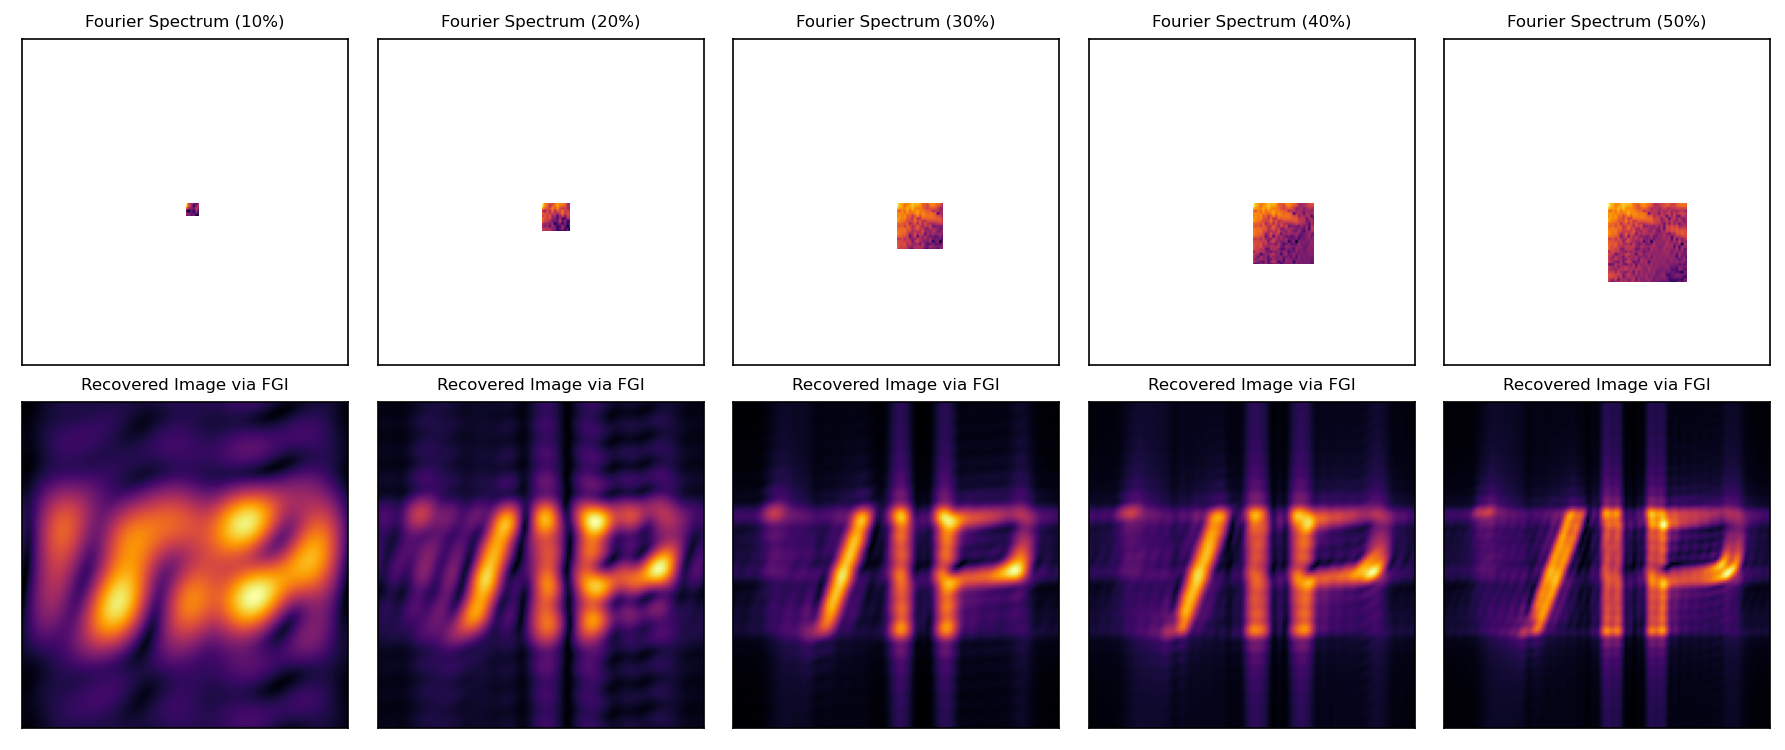 Fourier Spectrum (10%) Fourier Spectrum (20%) Fourier Spectrum (30%) Fourier Spectrum (40%) Fourier Spectrum (50%)
Recovered Image via FGI Recovered Image via FGI Recovered Image via FGI Recovered Image via FGI Recovered Image via FGI